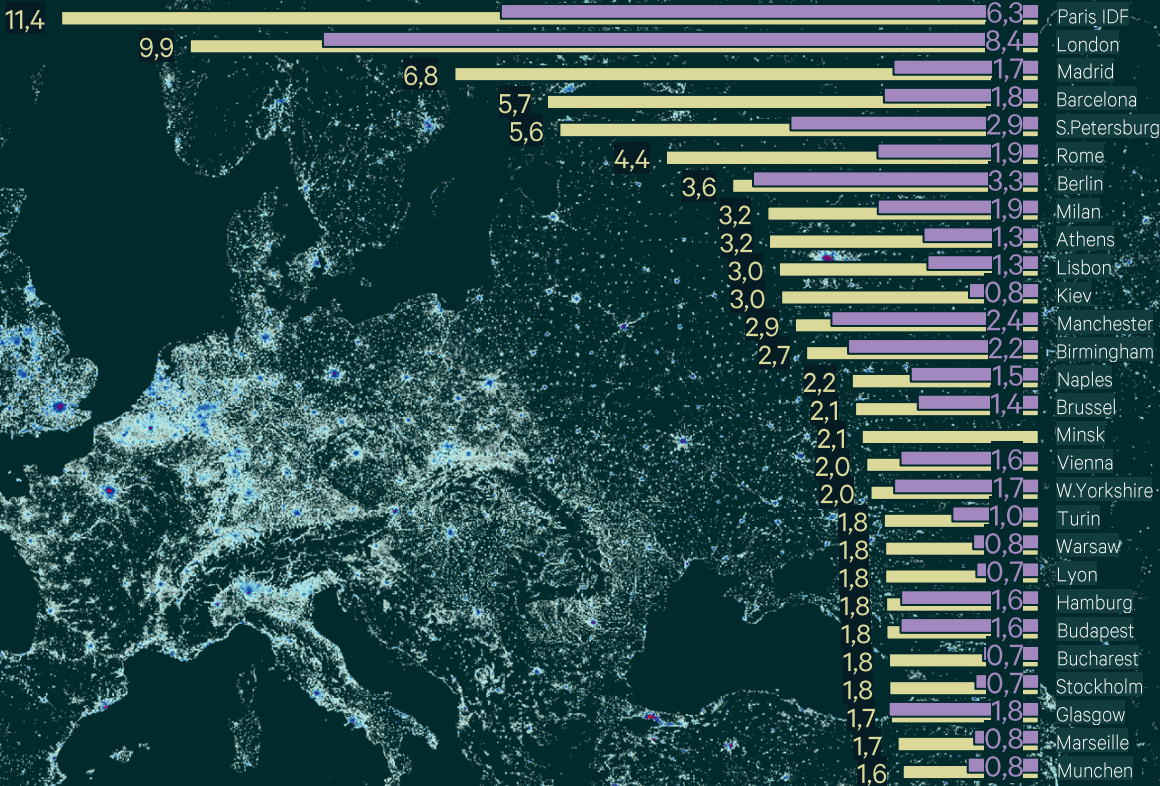 11,4 6,3 Paris IDF
9,9 8,4 London
6,8 1,7 Madrid
5,7 1,8 Barcelona
5,6 2,9 S.Petersburg
4,4 1,9 Rome
3,6 3,3 Berlin
3,2 1,9 Milan
3,2 1,3 Athens
3,0 1,3 Lisbon
3,0 0,8 Kiev
2,9 2,4 Manchester
2,7 2,2 Birmingham
2,2 1,5 Naples
2,1 1,4 Brussel
2,1 Minsk
2,0 1,6 Vienna
2,0 1,7 W.Yorkshire
1,8 1,0 Turin
1,8 0,8 Warsaw
1,8 0,7 Lyon
1,8 1,6 Hamburg
1,8 1,6 Budapest
1,8 0,7 Bucharest
1,8 0,7 Stockholm
1,7 1,8 Glasgow
1,7 0,8 Marseille
1,6 0,8 Munchen